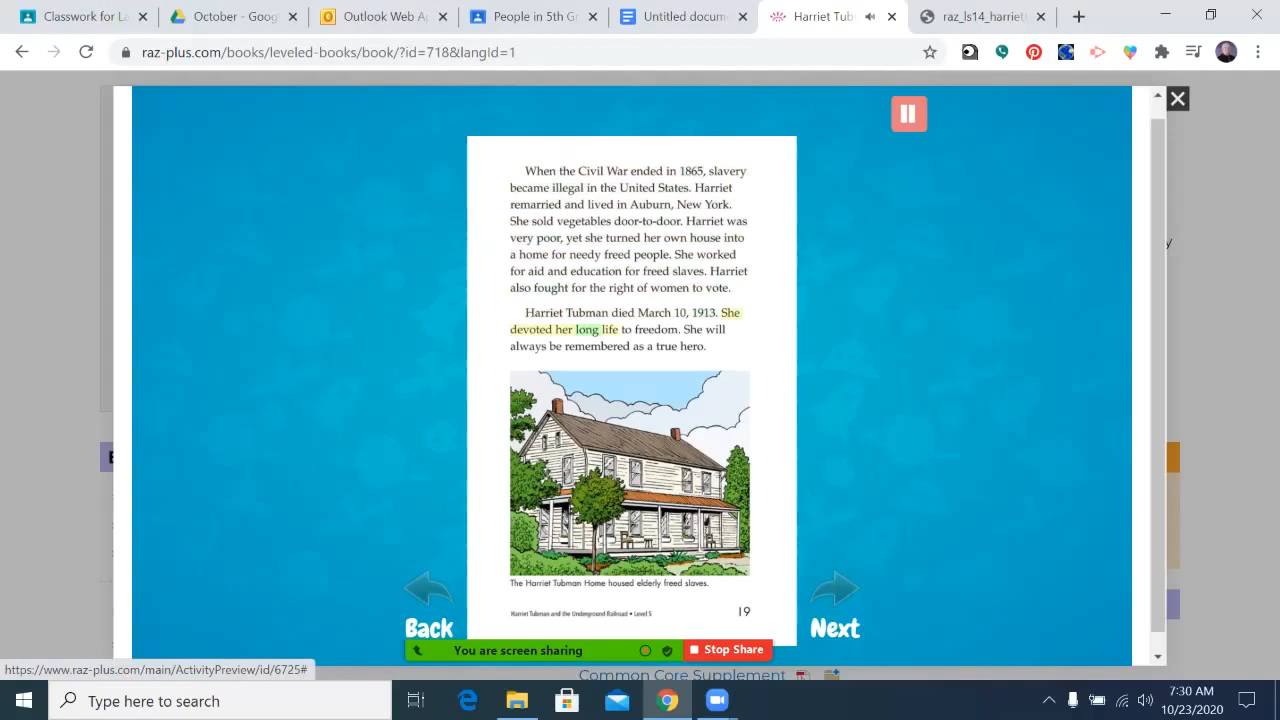 Classwork for La
Google Drive - Goog
Outlook Web Ap
People in 5th Gr
Untitled docum
Harriet Tub
raz_ls14_harriet
raz-plus.com/books/leveled-books/book/?id=718&langId=1
When the Civil War ended in 1865, slavery
became illegal in the United States. Harriet
remarried and lived in Auburn, New York.
She sold vegetables door-to-door. Harriet was
very poor, yet she turned her own house into
a home for needy freed people. She worked
for aid and education for freed slaves. Harriet
also fought for the right of women to vote.
Harriet Tubman died March 10, 1913. She
devoted her long life to freedom. She will
always be remembered as a true hero.
The Harriet Tubman Home housed elderly freed slaves.
Harriet Tubman and the Underground Railroad • Level S
19
Back
Next
You are screen sharing
Stop Share
https://www.raz-plus.com/main/ActivityPreview/id/6725#
Common Core Supplement
Type here to search
7:30 AM
10/23/2020